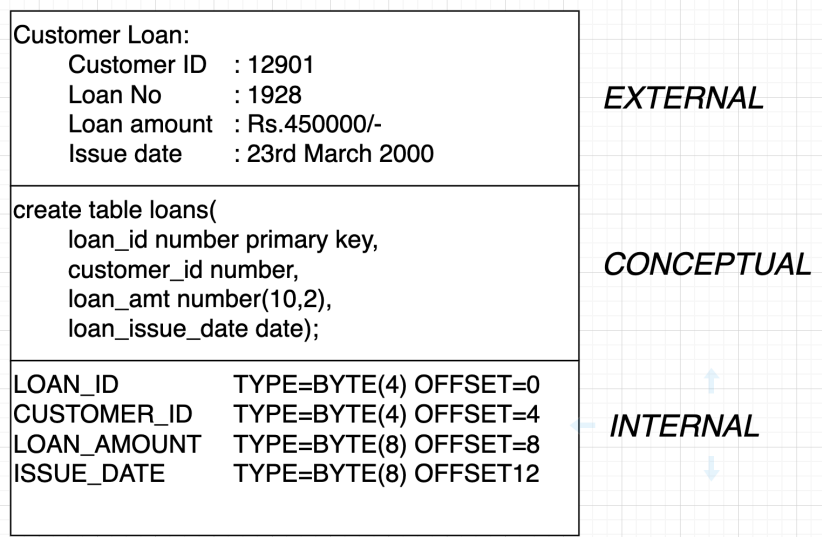 Customer Loan:
Customer ID : 12901
Loan No : 1928
Loan amount : Rs.450000/-
Issue date : 23rd March 2000
EXTERNAL
create table loans(
loan_id number primary key,
customer_id number,
loan_amt number(10,2),
loan_issue_date date);
CONCEPTUAL
LOAN_ID TYPE=BYTE(4) OFFSET=0
CUSTOMER_ID TYPE=BYTE(4) OFFSET=4
LOAN_AMOUNT TYPE=BYTE(8) OFFSET=8
ISSUE_DATE TYPE=BYTE(8) OFFSET12
INTERNAL